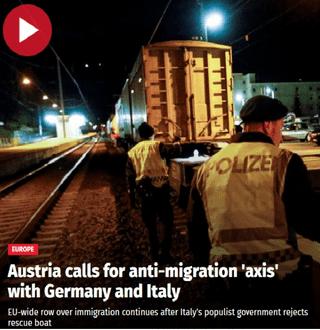 POLIZEI
EUROPE
Austria calls for anti-migration 'axis'
with Germany and Italy
EU-wide row over immigration continues after Italy's populist government rejects
rescue boat